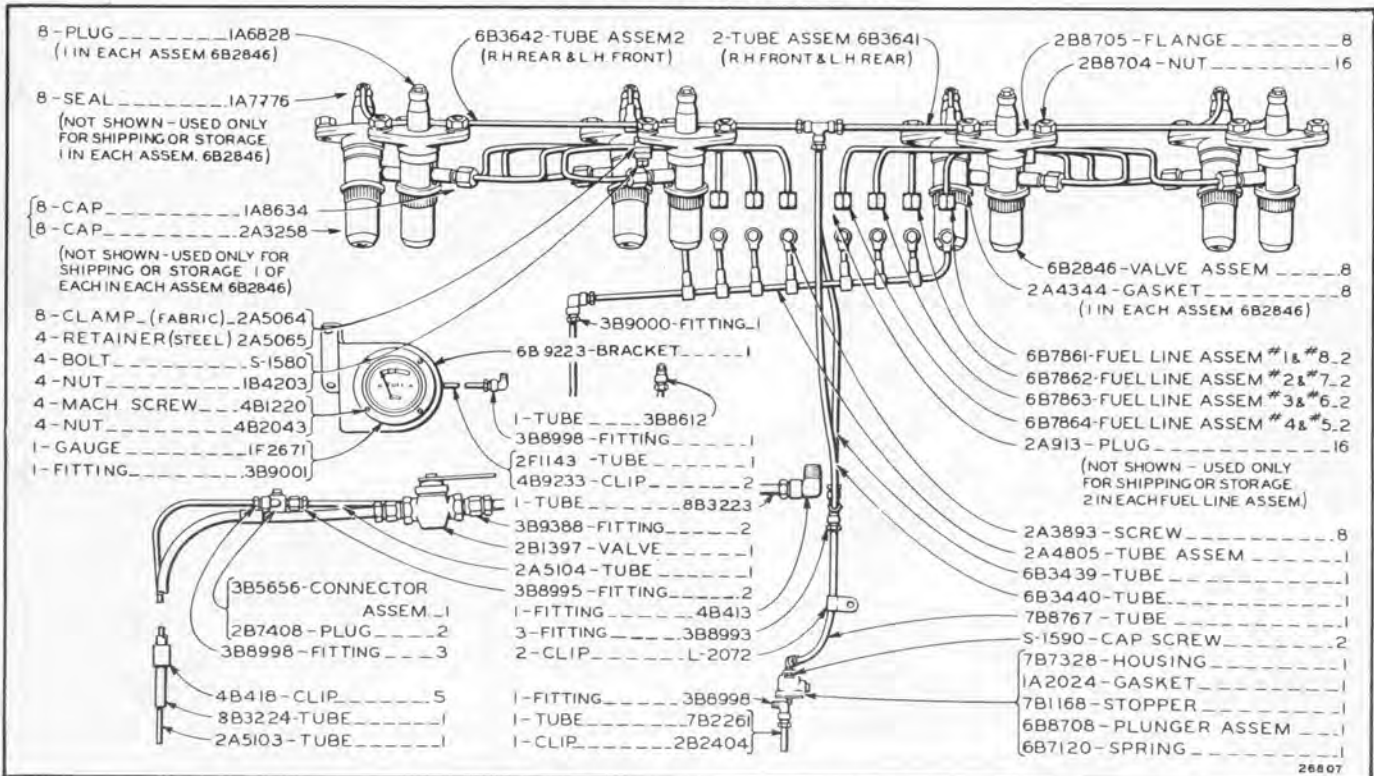 8-PLUG 1A6828
(1 IN EACH ASSEM 6B2846)
8-SEAL 1A7776
(NOT SHOWN-USED ONLY
FOR SHIPPING OR STORAGE
1 IN EACH ASSEM. 6B2846)
8-CAP 1A8634
8-CAP 2A3258
(NOT SHOWN-USED ONLY FOR
SHIPPING OR STORAGE 1 OF
EACH IN EACH ASSEM 6B2846)
8-CLAMP (FABRIC) 2A5064
4-RETAINER (STEEL) 2A5065
4-BOLT S-1580
4-NUT 1B4203
4-MACH SCREW 4B1220
4-NUT 4B2043
1-GAUGE 1F2671
1-FITTING 3B9001
6B3642-TUBE ASSEM 2
(R H REAR & L H FRONT)
2-TUBE ASSEM 6B3641
(R H FRONT & L H REAR)
2B8705-FLANGE 8
2B8704-NUT 16
6B2846-VALVE ASSEM 8
2A4344-GASKET 8
(1 IN EACH ASSEM 6B2846)
3B9000-FITTING 1
6B9223-BRACKET 1
1-TUBE 3B8612
3B8998-FITTING 1
2F1143-TUBE 1
4B9233-CLIP 2
1-TUBE 8B3223
3B9388-FITTING 2
2B1397-VALVE 1
2A5104-TUBE 1
3B8995-FITTING 2
1-FITTING 4B413
3-FITTING 3B8993
2-CLIP L-2072
3B5656-CONNECTOR
ASSEM 1
2B7408-PLUG 2
3B8998-FITTING 3
4B418-CLIP 5
8B3224-TUBE 1
2A5103-TUBE 1
1-FITTING 3B8998
1-TUBE 7B2261
1-CLIP 2B2404
6B7861-FUEL LINE ASSEM #1 & #8 2
6B7862-FUEL LINE ASSEM #2 & #7 2
6B7863-FUEL LINE ASSEM #3 & #6 2
6B7864-FUEL LINE ASSEM #4 & #5 2
2A913-PLUG 16
(NOT SHOWN - USED ONLY
FOR SHIPPING OR STORAGE
2 IN EACH FUEL LINE ASSEM)
2A3893-SCREW 8
2A4805-TUBE ASSEM 1
6B3439-TUBE 1
6B3440-TUBE 1
7B8767-TUBE 1
S-1590-CAP SCREW 2
7B7328-HOUSING 1
1A2024-GASKET 1
7B1168-STOPPER 1
6B8708-PLUNGER ASSEM 1
6B7120-SPRING 1
26807